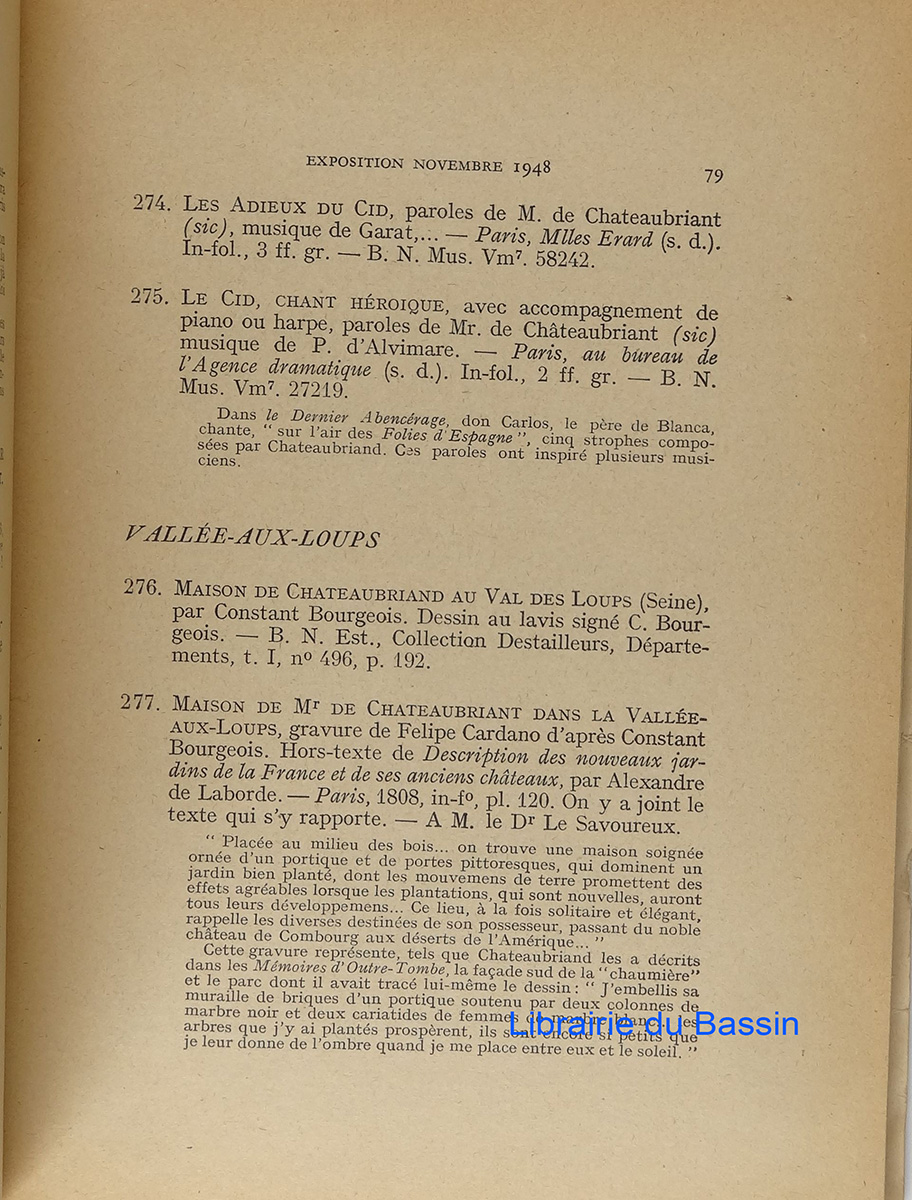 EXPOSITION NOVEMBRE 1948
79
274. LES ADIEUX DU CID, paroles de M. de Chateaubriant
(sic), musique de Garat,... — Paris, Mlles Erard (s. d.).
In-fol., 3 ff. gr. — B. N. Mus. Vm⁷. 58242.
275. LE CID, CHANT HÉROIQUE, avec accompagnement de
piano ou harpe, paroles de Mr. de Châteaubriant (sic)
musique de P. d'Alvimare. — Paris, au bureau de
l'Agence dramatique (s. d.). In-fol., 2 ff. gr. — B. N.
Mus. Vm⁷. 27219.
Dans le Dernier Abencérage, don Carlos, le père de Blanca,
chante, “ sur l'air des Folies d'Espagne ”, cinq strophes compo-
sées par Chateaubriand. Ces paroles ont inspiré plusieurs musi-
ciens.
VALLÉE-AUX-LOUPS
276. MAISON DE CHATEAUBRIAND AU VAL DES LOUPS (Seine),
par Constant Bourgeois. Dessin au lavis signé C. Bour-
geois. — B. N. Est., Collection Destailleurs, Départe-
ments, t. I, nº 496, p. 192.
277. MAISON DE Mʳ DE CHATEAUBRIANT DANS LA VALLÉE-
AUX-LOUPS, gravure de Felipe Cardano d'après Constant
Bourgeois. Hors-texte de Description des nouveaux jar-
dins de la France et de ses anciens châteaux, par Alexandre
de Laborde. — Paris, 1808, in-fº, pl. 120. On y a joint le
texte qui s'y rapporte. — A M. le Dʳ Le Savoureux.
“ Placée au milieu des bois... on trouve une maison soignée
ornée d'un portique et de portes pittoresques, qui dominent un
jardin bien planté, dont les mouvemens de terre promettent des
effets agréables lorsque les plantations, qui sont nouvelles, auront
tous leurs développemens... Ce lieu, à la fois solitaire et élégant,
rappelle les diverses destinées de son possesseur, passant du noble
château de Combourg aux déserts de l'Amérique... ”
Cette gravure représente, tels que Chateaubriand les a décrits
dans les Mémoires d'Outre-Tombe, la façade sud de la “chaumière”
et le parc dont il avait tracé lui-même le dessin : “ J'embellis sa
muraille de briques d'un portique soutenu par deux colonnes de
marbre noir et deux cariatides de femmes de marbre blanc... les
arbres que j'y ai plantés prospèrent, ils sont encore si petits que
je leur donne de l'ombre quand je me place entre eux et le soleil. ”
Librairie du Bassin